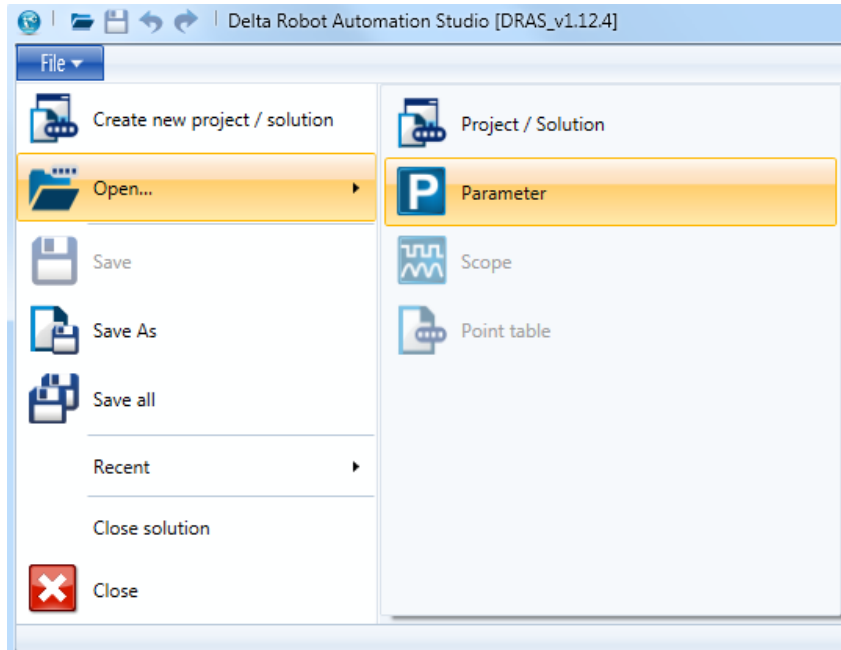 Delta Robot Automation Studio [DRAS_v1.12.4]
File
Create new project / solution
Open...
Save
Save As
Save all
Recent
Close solution
Close
Project / Solution
P Parameter
Scope
Point table